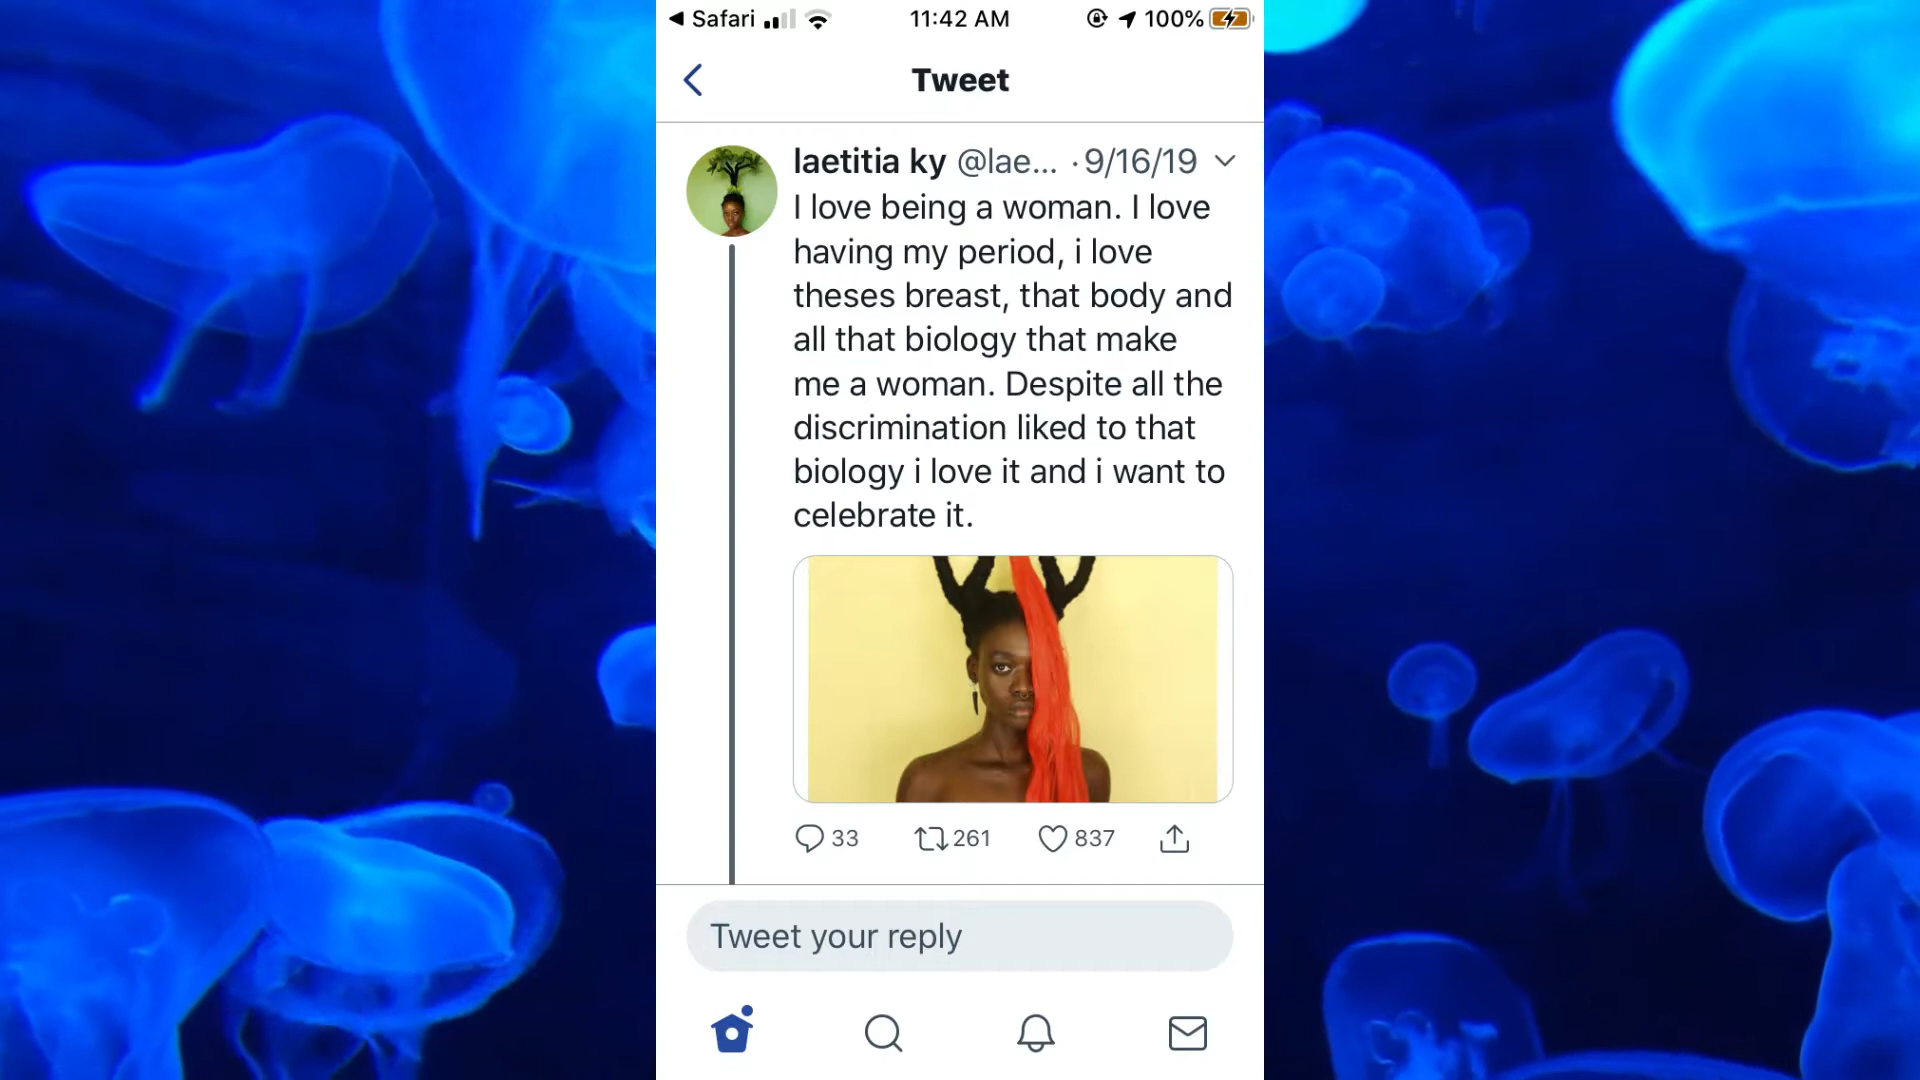 Safari
11:42 AM
100%
Tweet
laetitia ky @lae... · 9/16/19
I love being a woman. I love
having my period, i love
theses breast, that body and
all that biology that make
me a woman. Despite all the
discrimination liked to that
biology i love it and i want to
celebrate it.
33
261
837
Tweet your reply